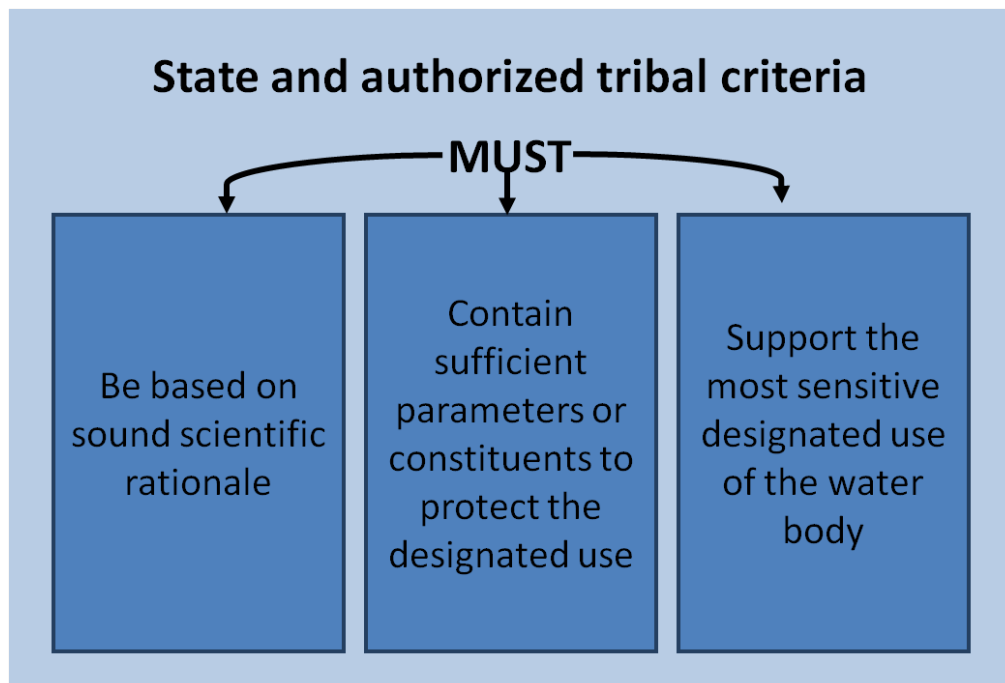 State and authorized tribal criteria
MUST
Be based on
sound scientific
rationale
Contain
sufficient
parameters or
constituents to
protect the
designated use
Support the
most sensitive
designated use
of the water
body